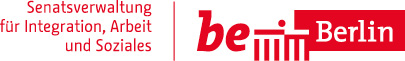 Senatsverwaltung
für Integration, Arbeit
und Soziales
be Berlin